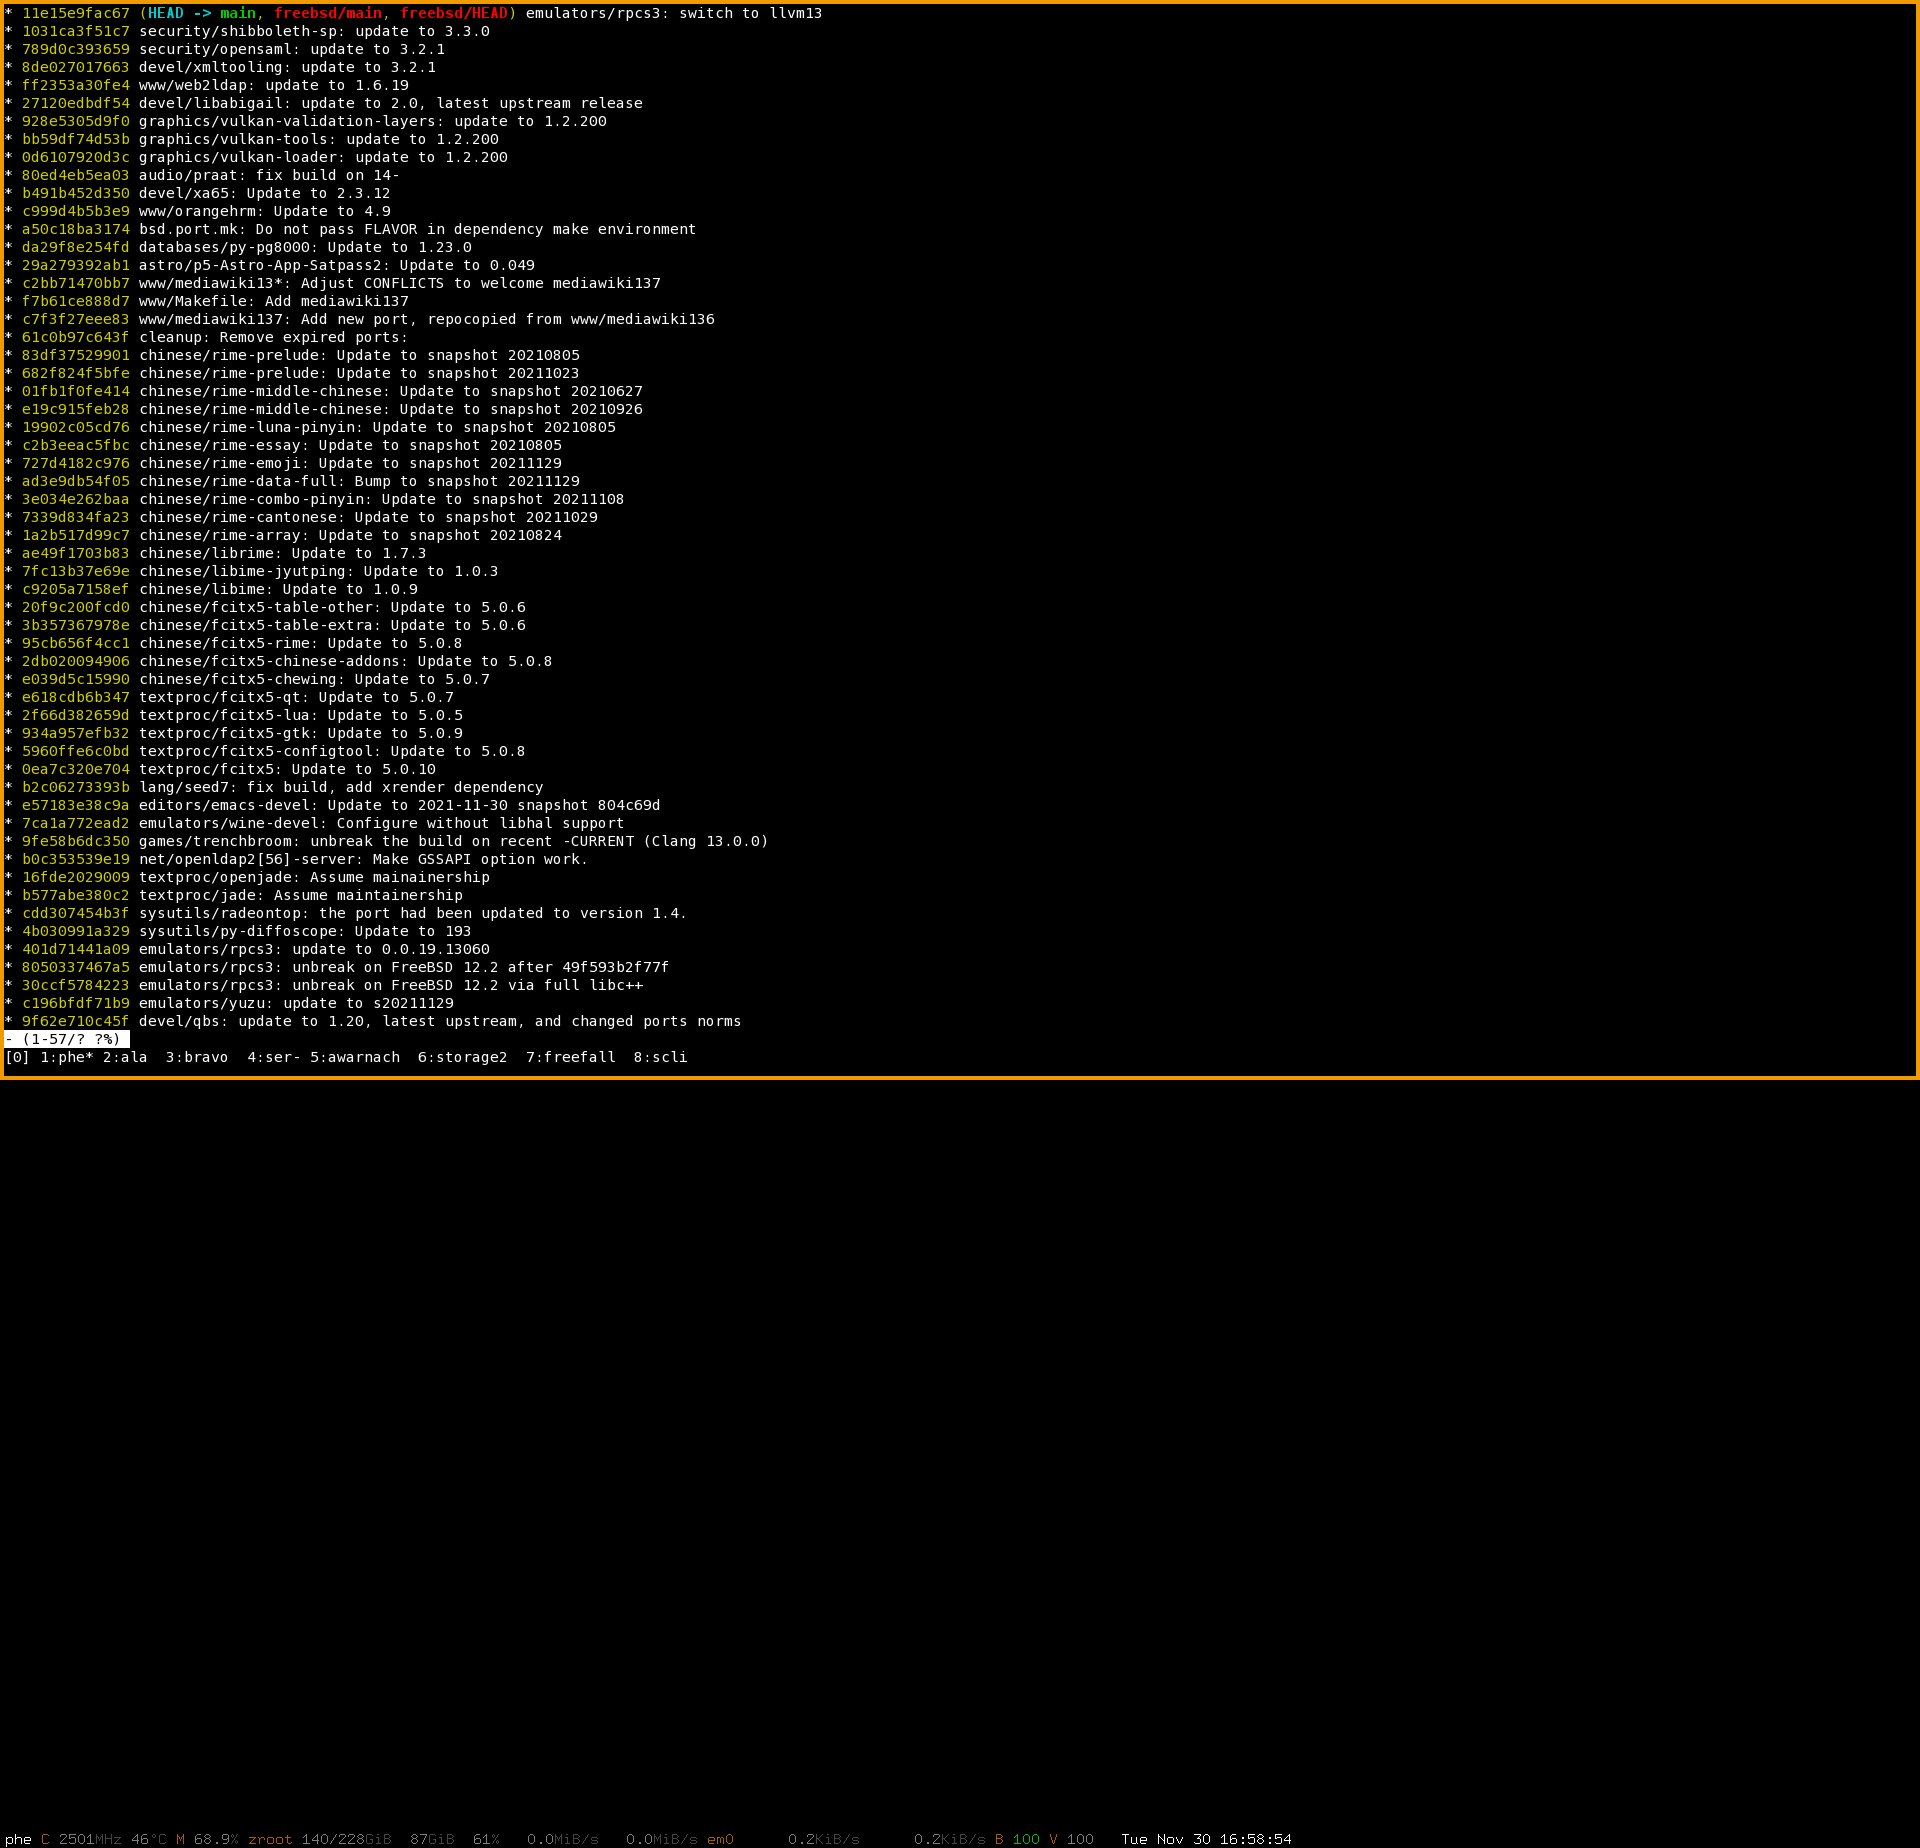 * 11e15e9fac67 (HEAD -> main, freebsd/main, freebsd/HEAD) emulators/rpcs3: switch to llvm13
* 1031ca3f51c7 security/shibboleth-sp: update to 3.3.0
* 789d0c393659 security/opensaml: update to 3.2.1
* 8de027017663 devel/xmltooling: update to 3.2.1
* ff2353a30fe4 www/web2ldap: update to 1.6.19
* 27120edbdf54 devel/libabigail: update to 2.0, latest upstream release
* 928e5305d9f0 graphics/vulkan-validation-layers: update to 1.2.200
* bb59df74d53b graphics/vulkan-tools: update to 1.2.200
* 0d6107920d3c graphics/vulkan-loader: update to 1.2.200
* 80ed4eb5ea03 audio/praat: fix build on 14-
* b491b452d350 devel/xa65: Update to 2.3.12
* c999d4b5b3e9 www/orangehrm: Update to 4.9
* a50c18ba3174 bsd.port.mk: Do not pass FLAVOR in dependency make environment
* da29f8e254fd databases/py-pg8000: Update to 1.23.0
* 29a279392ab1 astro/p5-Astro-App-Satpass2: Update to 0.049
* c2bb71470bb7 www/mediawiki13*: Adjust CONFLICTS to welcome mediawiki137
* f7b61ce888d7 www/Makefile: Add mediawiki137
* c7f3f27eee83 www/mediawiki137: Add new port, repocopied from www/mediawiki136
* 61c0b97c643f cleanup: Remove expired ports:
* 83df37529901 chinese/rime-prelude: Update to snapshot 20210805
* 682f824f5bfe chinese/rime-prelude: Update to snapshot 20211023
* 01fb1f0fe414 chinese/rime-middle-chinese: Update to snapshot 20210627
* e19c915feb28 chinese/rime-middle-chinese: Update to snapshot 20210926
* 19902c05cd76 chinese/rime-luna-pinyin: Update to snapshot 20210805
* c2b3eeac5fbc chinese/rime-essay: Update to snapshot 20210805
* 727d4182c976 chinese/rime-emoji: Update to snapshot 20211129
* ad3e9db54f05 chinese/rime-data-full: Bump to snapshot 20211129
* 3e034e262baa chinese/rime-combo-pinyin: Update to snapshot 20211108
* 7339d834fa23 chinese/rime-cantonese: Update to snapshot 20211029
* 1a2b517d99c7 chinese/rime-array: Update to snapshot 20210824
* ae49f1703b83 chinese/librime: Update to 1.7.3
* 7fc13b37e69e chinese/libime-jyutping: Update to 1.0.3
* c9205a7158ef chinese/libime: Update to 1.0.9
* 20f9c200fcd0 chinese/fcitx5-table-other: Update to 5.0.6
* 3b357367978e chinese/fcitx5-table-extra: Update to 5.0.6
* 95cb656f4cc1 chinese/fcitx5-rime: Update to 5.0.8
* 2db020094906 chinese/fcitx5-chinese-addons: Update to 5.0.8
* e039d5c15990 chinese/fcitx5-chewing: Update to 5.0.7
* e618cdb6b347 textproc/fcitx5-qt: Update to 5.0.7
* 2f66d382659d textproc/fcitx5-lua: Update to 5.0.5
* 934a957efb32 textproc/fcitx5-gtk: Update to 5.0.9
* 5960ffe6c0bd textproc/fcitx5-configtool: Update to 5.0.8
* 0ea7c320e704 textproc/fcitx5: Update to 5.0.10
* b2c06273393b lang/seed7: fix build, add xrender dependency
* e57183e38c9a editors/emacs-devel: Update to 2021-11-30 snapshot 804c69d
* 7ca1a772ead2 emulators/wine-devel: Configure without libhal support
* 9fe58b6dc350 games/trenchbroom: unbreak the build on recent -CURRENT (Clang 13.0.0)
* b0c353539e19 net/openldap2[56]-server: Make GSSAPI option work.
* 16fde2029009 textproc/openjade: Assume mainainership
* b577abe380c2 textproc/jade: Assume maintainership
* cdd307454b3f sysutils/radeontop: the port had been updated to version 1.4.
* 4b030991a329 sysutils/py-diffoscope: Update to 193
* 401d71441a09 emulators/rpcs3: update to 0.0.19.13060
* 8050337467a5 emulators/rpcs3: unbreak on FreeBSD 12.2 after 49f593b2f77f
* 30ccf5784223 emulators/rpcs3: unbreak on FreeBSD 12.2 via full libc++
* c196bfdf71b9 emulators/yuzu: update to s20211129
* 9f62e710c45f devel/qbs: update to 1.20, latest upstream, and changed ports norms
- (1-57/? ?%)
[0] 1:phe* 2:ala  3:bravo  4:ser- 5:awarnach  6:storage2  7:freefall  8:scli
phe C 2501MHz 46°C M 68.9% zroot 140/228GiB  87GiB  61%   0.0MiB/s   0.0MiB/s em0      0.2KiB/s      0.2KiB/s B 100 V 100   Tue Nov 30 16:58:54